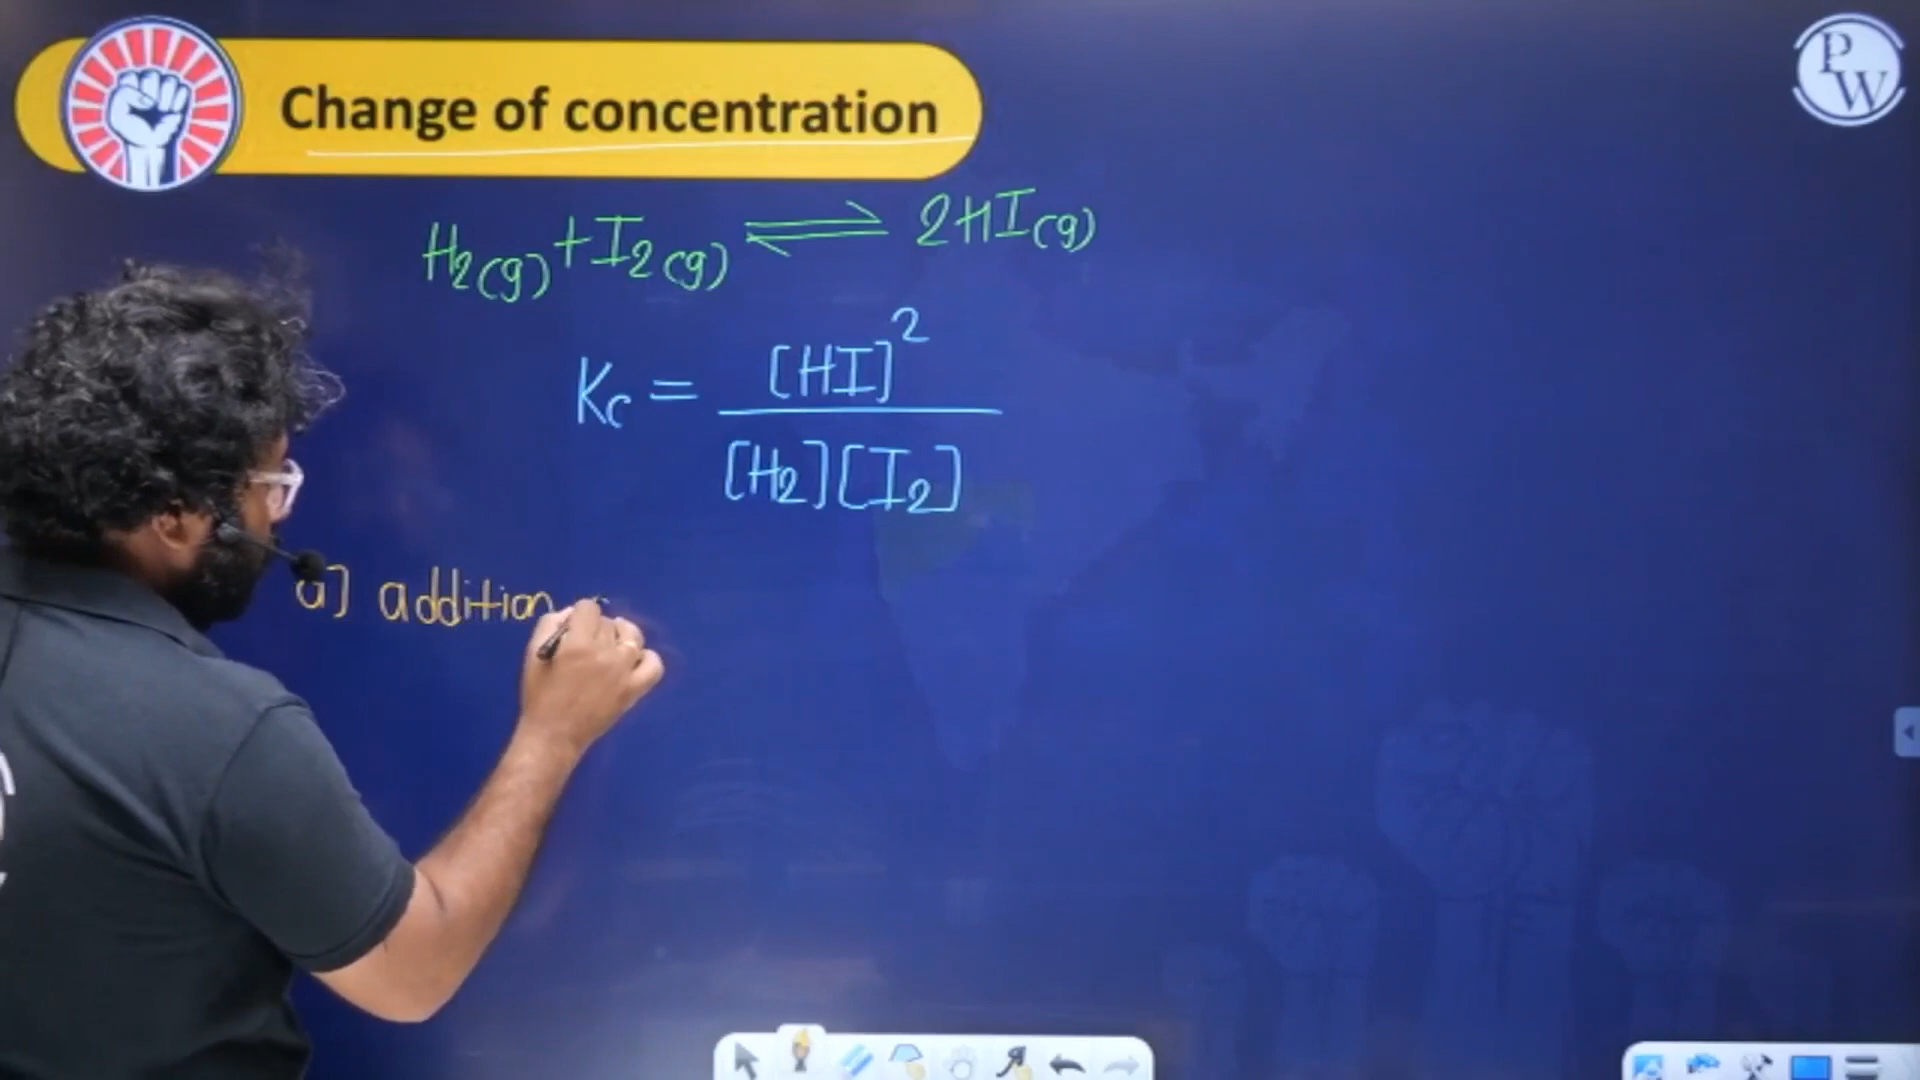 Change of concentration
PW
H₂(g) + I₂(g) ⇌ 2HI(g)
Kc = [HI]² / [H₂][I₂]
a] addition